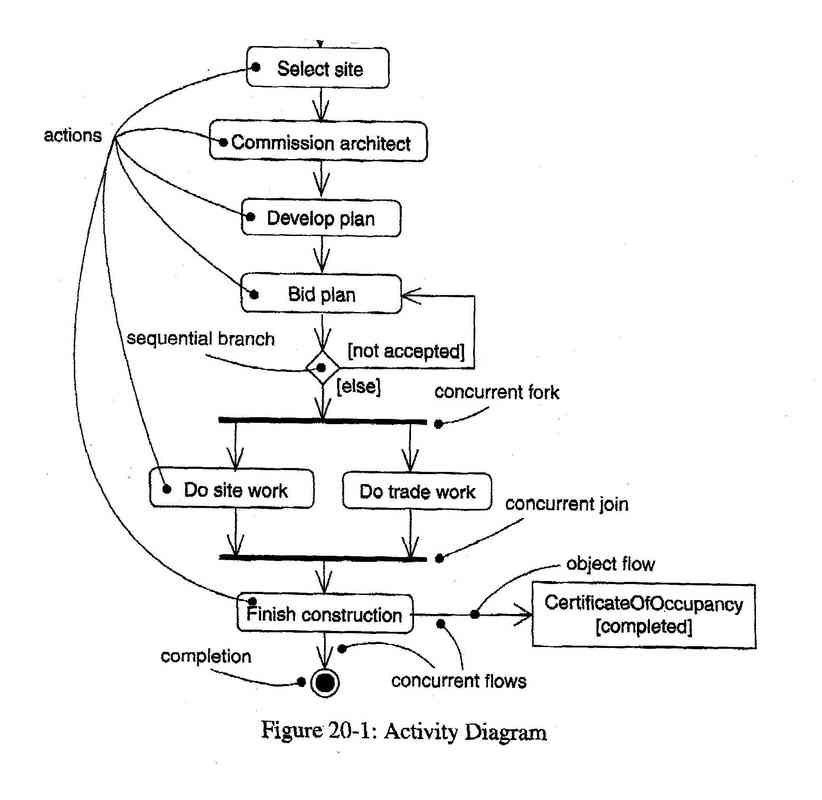 Select site
actions
Commission architect
Develop plan
Bid plan
sequential branch
[not accepted]
[else]
concurrent fork
Do site work
Do trade work
concurrent join
object flow
CertificateOfOccupancy
[completed]
Finish construction
completion
concurrent flows
Figure 20-1: Activity Diagram